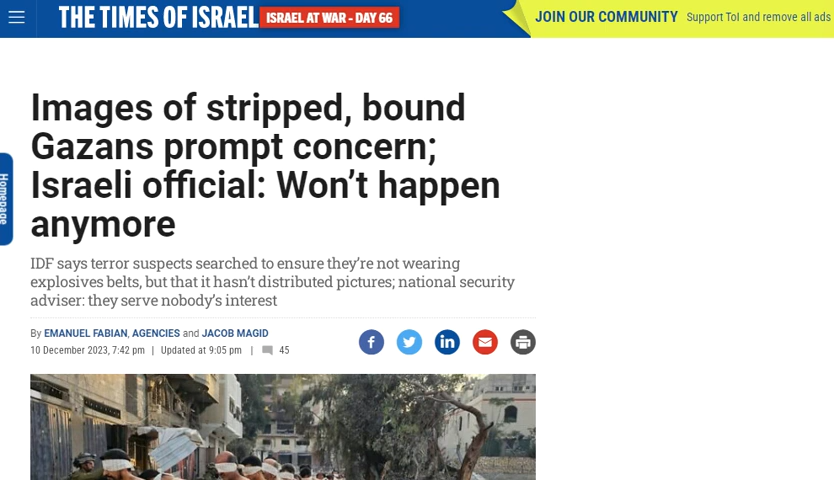 THE TIMES OF ISRAEL
ISRAEL AT WAR - DAY 66
JOIN OUR COMMUNITY Support ToI and remove all ads
Homepage
Images of stripped, bound
Gazans prompt concern;
Israeli official: Won’t happen
anymore
IDF says terror suspects searched to ensure they’re not wearing
explosives belts, but that it hasn’t distributed pictures; national security
adviser: they serve nobody’s interest
By EMANUEL FABIAN, AGENCIES and JACOB MAGID
10 December 2023, 7:42 pm | Updated at 9:05 pm | 45